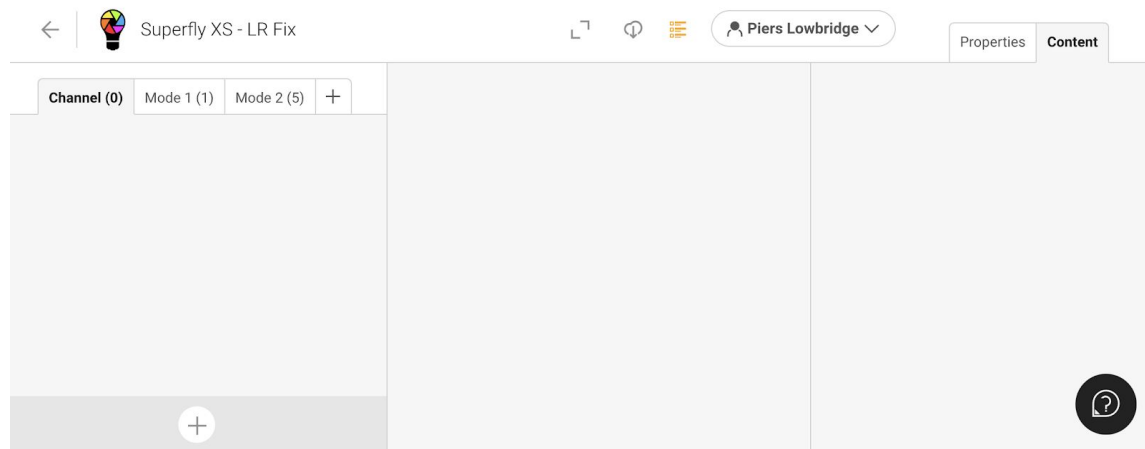 Superfly XS - LR Fix
Piers Lowbridge
Properties
Content
Channel (0)
Mode 1 (1)
Mode 2 (5)